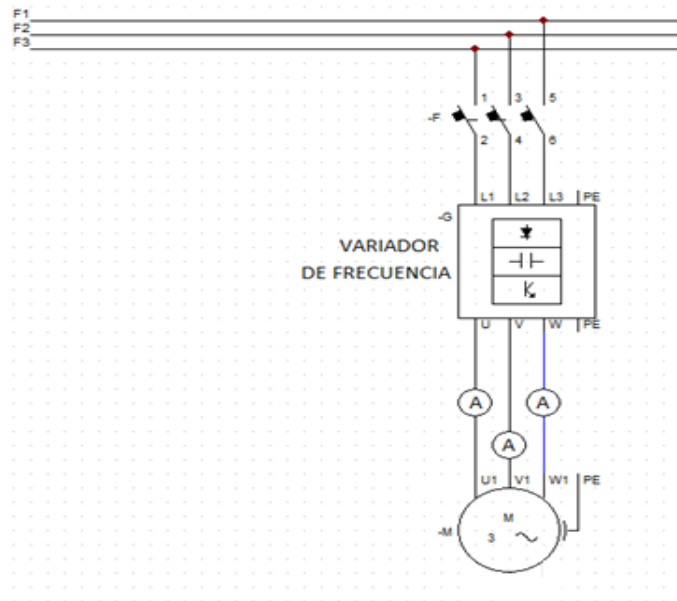 F1
F2
F3
1 3 5
-F
2 4 6
L1 L2 L3 PE
-G
VARIADOR
DE FRECUENCIA
U V W PE
A A
A
U1 V1 W1 PE
M
-M
3